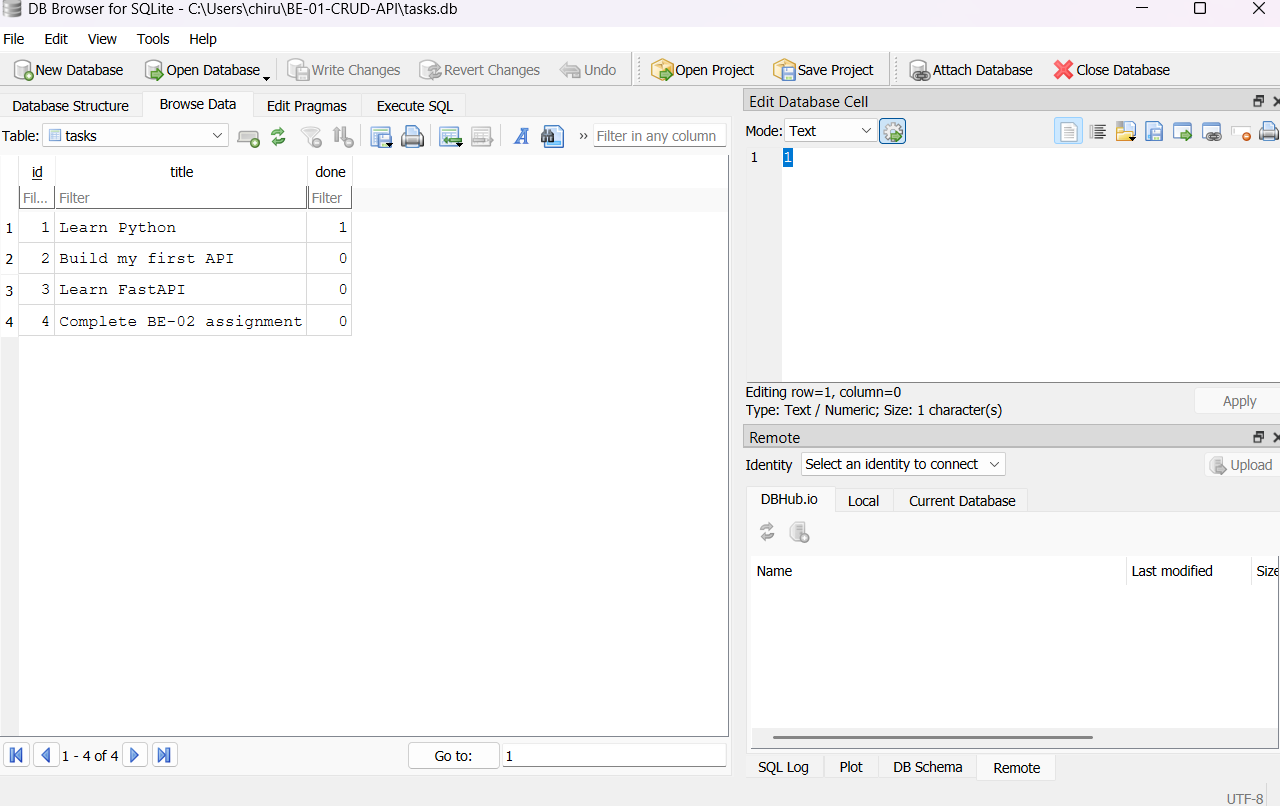 DB Browser for SQLite - C:\Users\chiru\BE-01-CRUD-API\tasks.db
File Edit View Tools Help
New Database Open Database Write Changes Revert Changes Undo Open Project Save Project Attach Database Close Database
Database Structure Browse Data Edit Pragmas Execute SQL
Table: tasks » Filter in any column
id title done
Fil... Filter Filter
1 1 Learn Python 1
2 2 Build my first API 0
3 3 Learn FastAPI 0
4 4 Complete BE-02 assignment 0
1 - 4 of 4 Go to: 1
Edit Database Cell
Mode: Text
1 1
Editing row=1, column=0
Type: Text / Numeric; Size: 1 character(s)
Apply
Remote
Identity Select an identity to connect Upload
DBHub.io Local Current Database
Name Last modified Size
SQL Log Plot DB Schema Remote
UTF-8